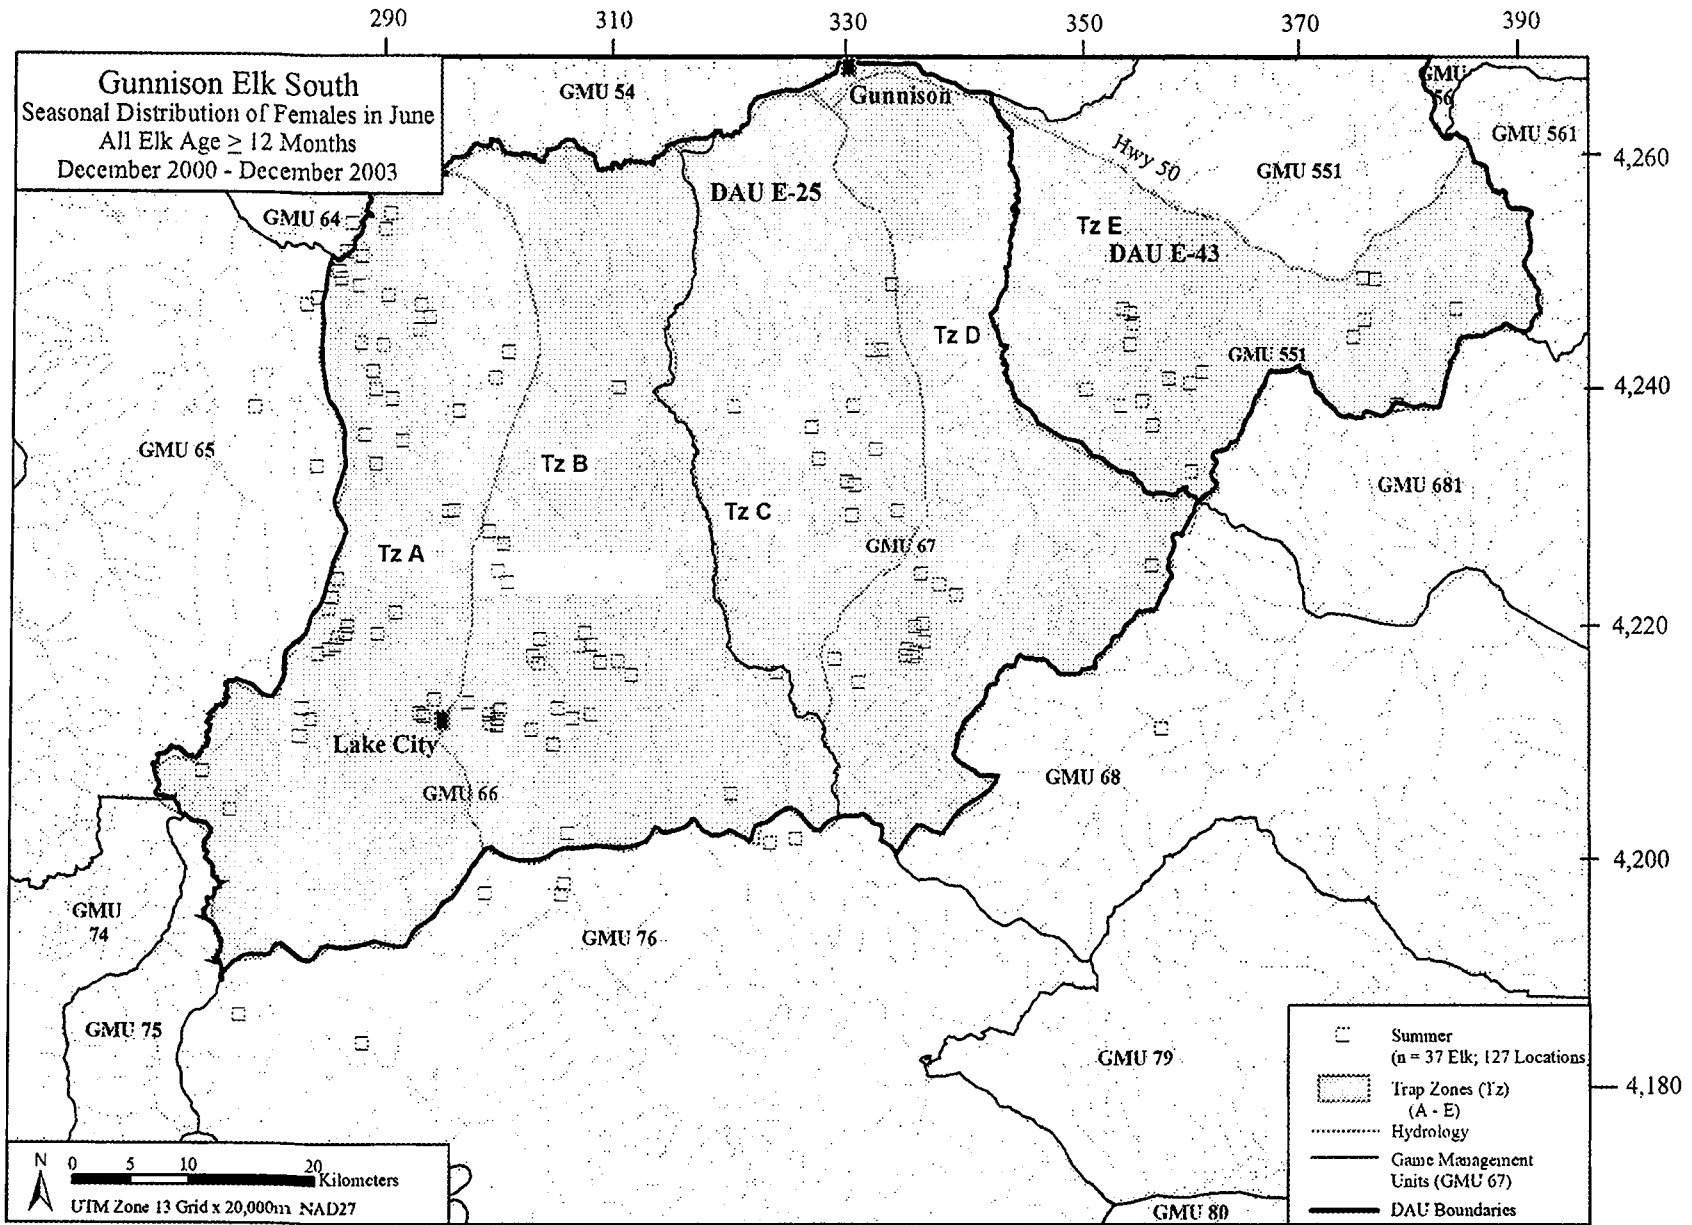 290 310 330 350 370 390
Gunnison Elk South
Seasonal Distribution of Females in June
All Elk Age ≥ 12 Months
December 2000 - December 2003
GMU 54
Gunnison
GMU
56
GMU 561
4,260
Hwy 50
GMU 551
DAU E-25
GMU 64
Tz E
DAU E-43
Tz D
GMU 551
4,240
GMU 65
Tz B
GMU 681
Tz C
Tz A
GMU 67
4,220
Lake City
GMU 66
GMU 68
4,200
GMU
74
GMU 76
GMU 75
GMU 79
4,180
GMU 80
Summer
(n = 37 Elk; 127 Locations
Trap Zones (Tz)
(A - E)
Hydrology
Game Management
Units (GMU 67)
DAU Boundaries
N
0 5 10 20
Kilometers
UTM Zone 13 Grid x 20,000m NAD27